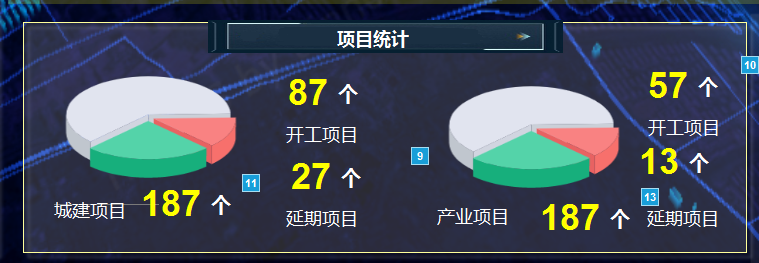 项目统计
87 个
开工项目
27 个
延期项目
11
城建项目 187 个
10
57 个
开工项目
9
13 个
13
产业项目 187 个
延期项目